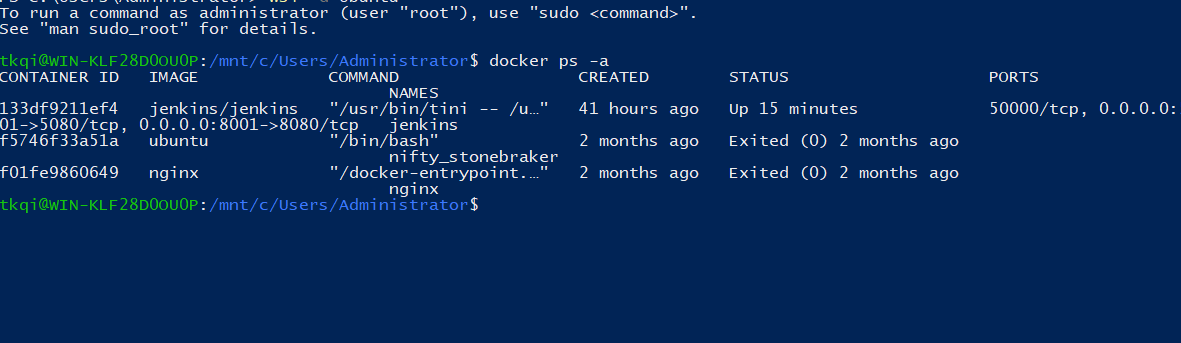 To run a command as administrator (user "root"), use "sudo <command>".
See "man sudo_root" for details.
tkqi@WIN-KLF28DOOU0P:/mnt/c/Users/Administrator$ docker ps -a
CONTAINER ID   IMAGE             COMMAND                  CREATED        STATUS                    PORTS
NAMES
133df9211ef4   jenkins/jenkins   "/usr/bin/tini -- /u…"   41 hours ago   Up 15 minutes             50000/tcp, 0.0.0.0:
01->5080/tcp, 0.0.0.0:8001->8080/tcp   jenkins
f5746f33a51a   ubuntu            "/bin/bash"              2 months ago   Exited (0) 2 months ago
nifty_stonebraker
f01fe9860649   nginx             "/docker-entrypoint.…"   2 months ago   Exited (0) 2 months ago
nginx
tkqi@WIN-KLF28DOOU0P:/mnt/c/Users/Administrator$